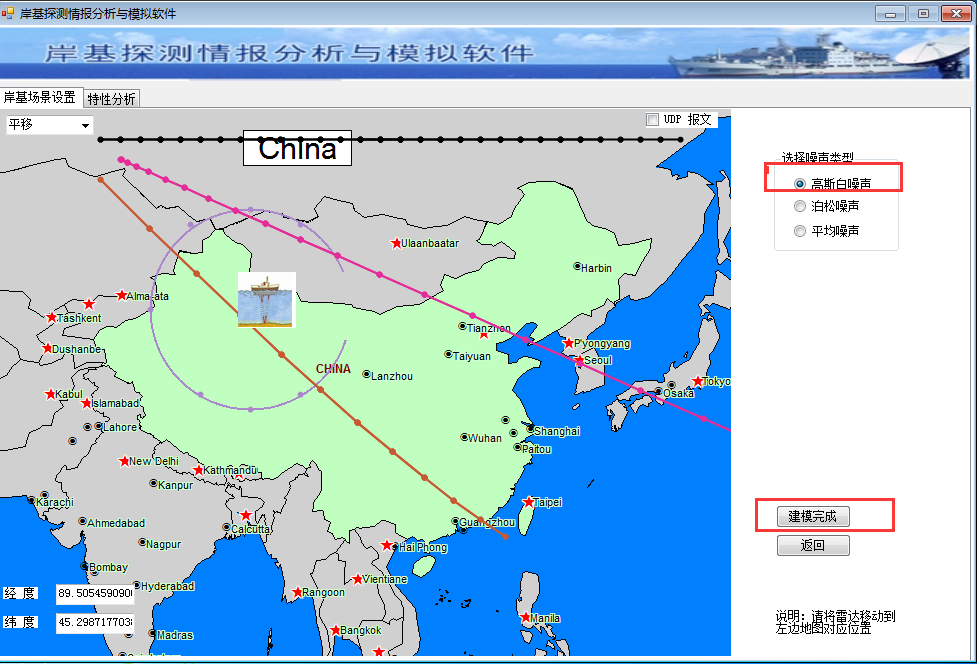 岸基探测情报分析与模拟软件
岸基探测情报分析与模拟软件
岸基场景设置 特性分析
平移
UDP 报文
China
选择噪声类型
高斯白噪声
泊松噪声
平均噪声
Ulaanbaatar
Harbin
Alma-ata
Tashkent
Tianzhen
Pyongyang
Dushanbe
Taiyuan
Seoul
CHINA
Lanzhou
Tokyo
Kabul
Osaka
Islamabad
Lahore
Shanghai
Wuhan
Paitou
New Delhi
Kathmandu
Kanpur
Karachi
Taipei
Ahmedabad
Guangzhou
Calcutta
建模完成
Nagpur
Hai Phong
返回
Bombay
Vientiane
Hyderabad
经 度 89.5054590900
Rangoon
说明：请将雷达移动到
左边地图对应位置
Manila
纬 度 45.298717703
Bangkok
Madras